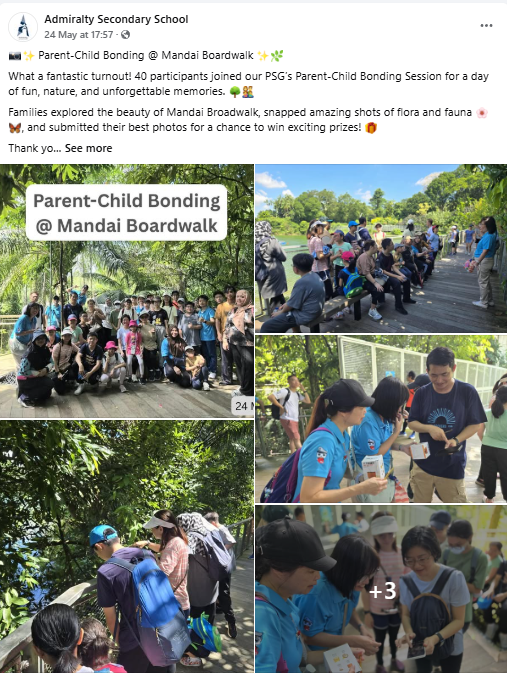 Admiralty Secondary School
24 May at 17:57 ·
📷✨ Parent-Child Bonding @ Mandai Boardwalk ✨🌿
What a fantastic turnout! 40 participants joined our PSG's Parent-Child Bonding Session for a day
of fun, nature, and unforgettable memories. 🌳👨‍👩‍👧‍👦
Families explored the beauty of Mandai Broadwalk, snapped amazing shots of flora and fauna 🌸
🦋, and submitted their best photos for a chance to win exciting prizes! 🎁
Thank yo... See more
Parent-Child Bonding
@ Mandai Boardwalk
24 M
+3